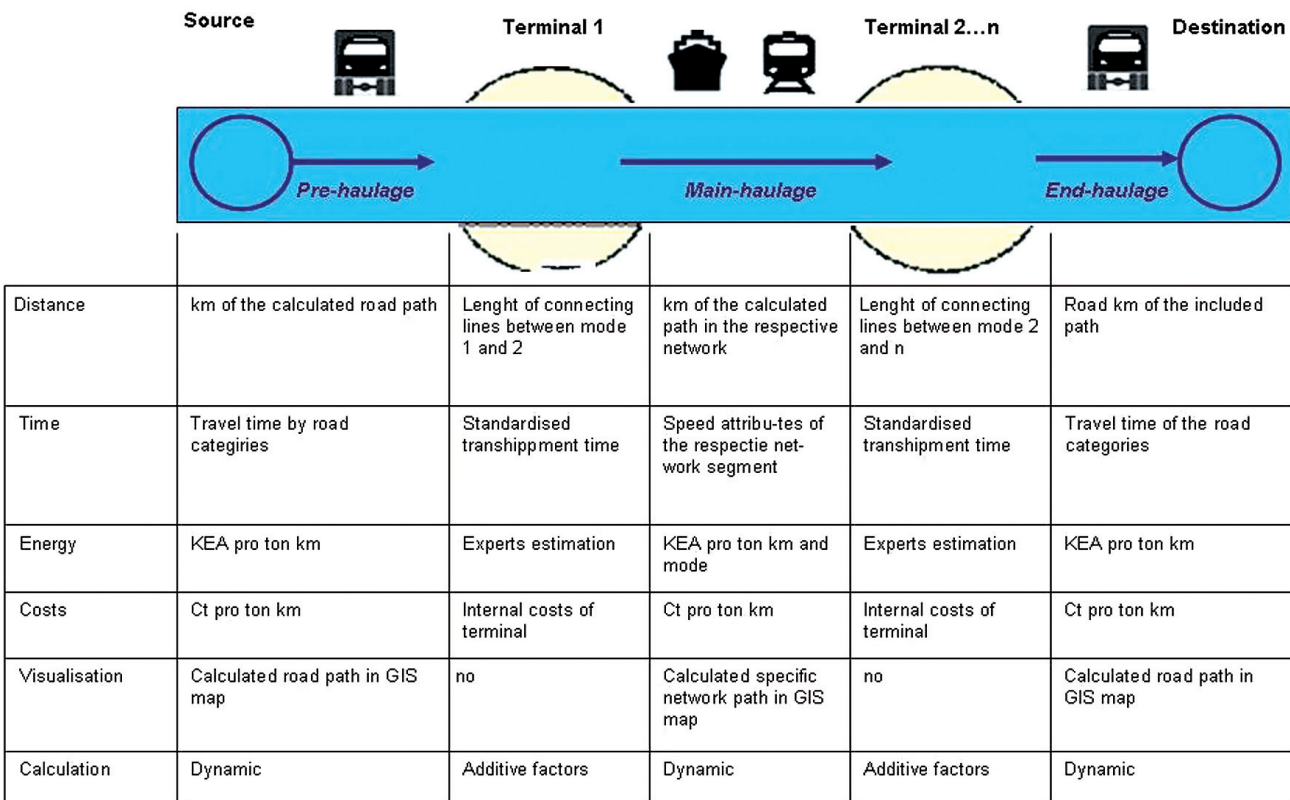 Source
Terminal 1
Terminal 2...n
Destination
Pre-haulage
Main-haulage
End-haulage
Distance
km of the calculated road path
Lenght of connecting
lines between mode
1 and 2
km of the calculated
path in the respective
network
Lenght of connecting
lines between mode 2
and n
Road km of the included
path
Time
Travel time by road
categiries
Standardised
transhippment time
Speed attribu-tes of
the respectie net-
work segment
Standardised
transhipment time
Travel time of the road
categories
Energy
KEA pro ton km
Experts estimation
KEA pro ton km and
mode
Experts estimation
KEA pro ton km
Costs
Ct pro ton km
Internal costs of
terminal
Ct pro ton km
Internal costs of
terminal
Ct pro ton km
Visualisation
Calculated road path in GIS
map
no
Calculated specific
network path in GIS
map
no
Calculated road path in
GIS map
Calculation
Dynamic
Additive factors
Dynamic
Additive factors
Dynamic